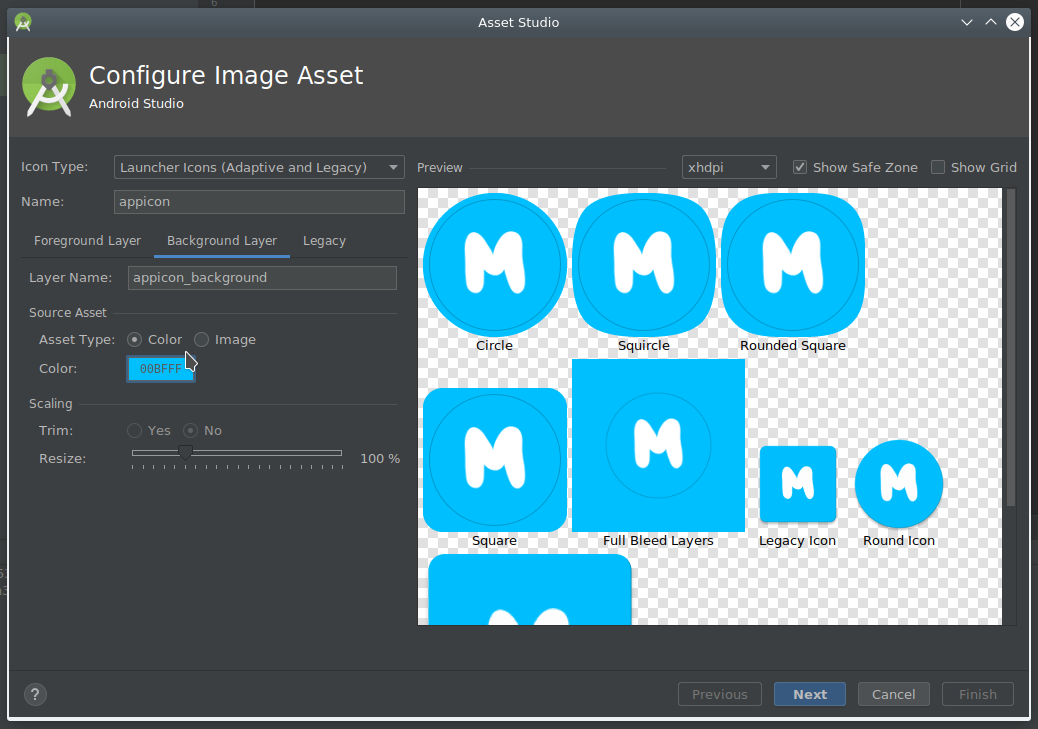 Asset Studio
Configure Image Asset
Android Studio
Icon Type: Launcher Icons (Adaptive and Legacy)
Name: appicon
Foreground Layer Background Layer Legacy
Layer Name: appicon_background
Source Asset
Asset Type: Color Image
Color: 00BFFF
Scaling
Trim: Yes No
Resize: 100 %
Preview xhdpi Show Safe Zone Show Grid
M M M
Circle Squircle Rounded Square
M M M M
Square Full Bleed Layers Legacy Icon Round Icon
? Previous Next Cancel Finish